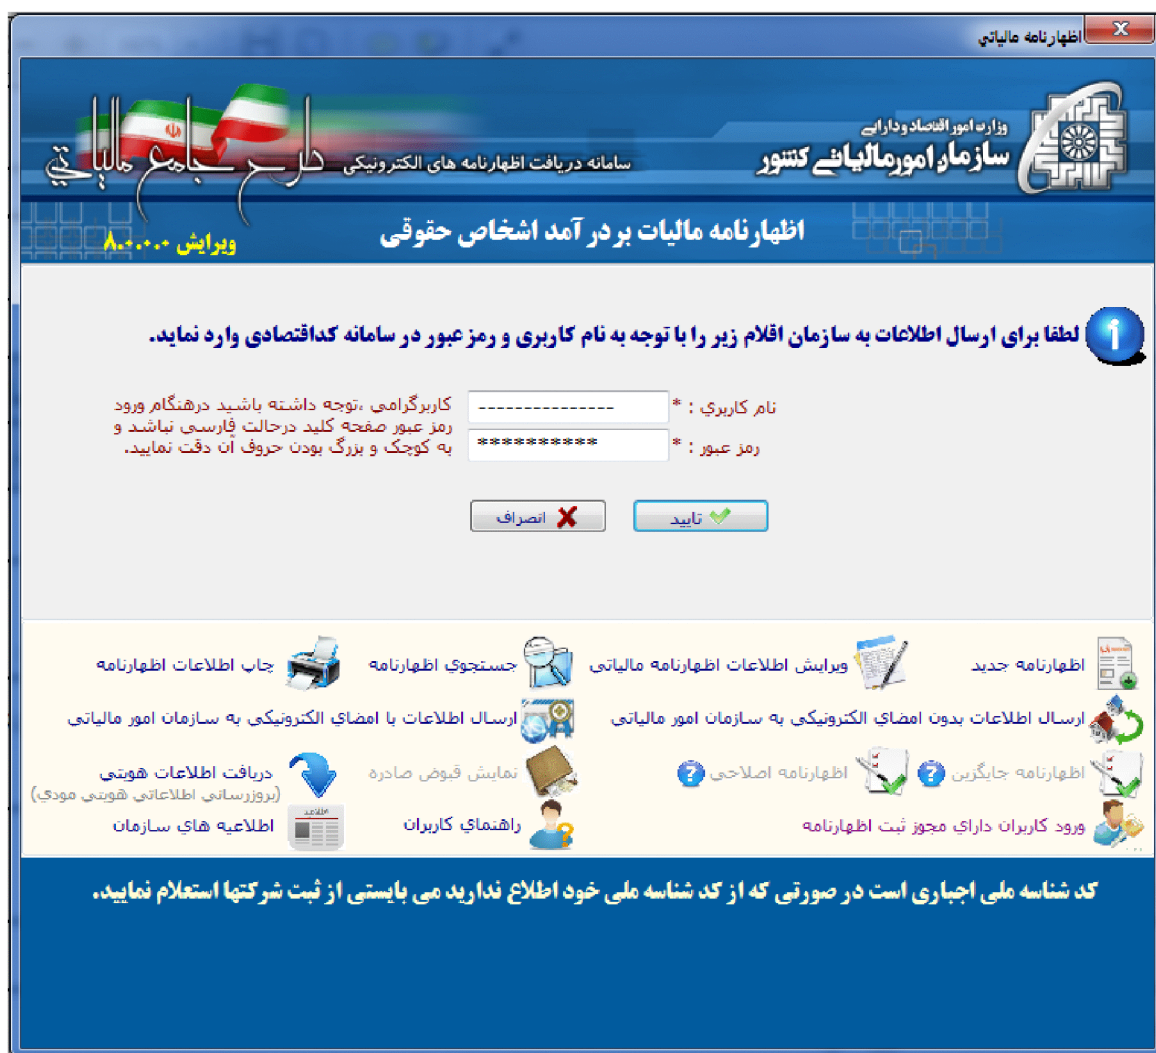 اظهارنامه مالياتي
وزارت امور اقتصاد و دارایی
سازمان امور مالیاتی کشور
سامانه دریافت اظهارنامه های الکترونیکی
طرح جامع مالیاتی
اظهارنامه مالیات بر در آمد اشخاص حقوقی
ویرایش ۸.۰.۰.۰
لطفا برای ارسال اطلاعات به سازمان اقلام زیر را با توجه به نام کاربری و رمز عبور در سامانه کداقتصادی وارد نماید.
نام کاربري : * ---------------
رمز عبور : * **********
کاربرگرامی ،توجه داشته باشید درهنگام ورود
رمز عبور صفحه کلید درحالت فارسی نباشد و
به کوچک و بزرگ بودن حروف آن دقت نمایید.
تایید
انصراف
اظهارنامه جدید
ویرایش اطلاعات اظهارنامه مالیاتی
جستجوي اظهارنامه
چاپ اطلاعات اظهارنامه
ارسال اطلاعات بدون امضاي الکترونیکی به سازمان امور مالیاتی
ارسال اطلاعات با امضاي الکترونیکی به سازمان امور مالیاتی
اظهارنامه جایگزین ?
اظهارنامه اصلاحی ?
نمایش قبوض صادره
دریافت اطلاعات هویتی
(بروزرسانی اطلاعاتی هویتی مودي)
ورود کاربران داراي مجوز ثبت اظهارنامه
راهنماي کاربران
اطلاعیه هاي سازمان
کد شناسه ملی اجباری است در صورتی که از کد شناسه ملی خود اطلاع ندارید می بایستی از ثبت شرکتها استعلام نمایید.